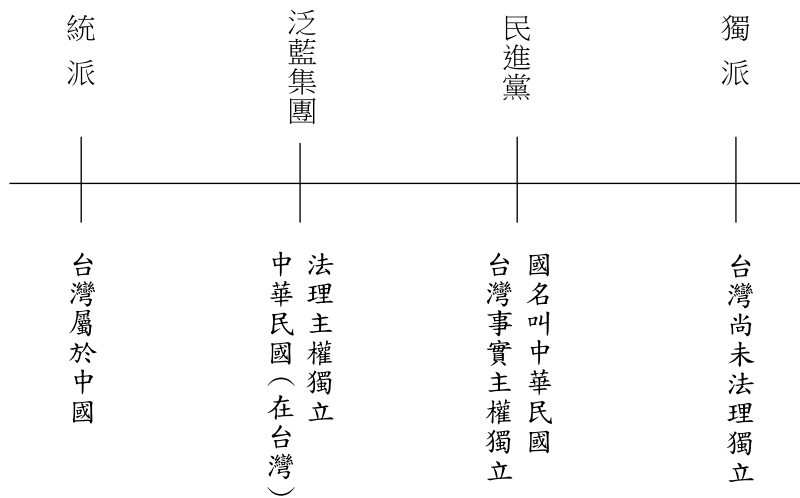 統派
泛藍集團
民進黨
獨派
台灣屬於中國
中華民國（在台灣）
法理主權獨立
台灣事實主權獨立
國名叫中華民國
台灣尚未法理獨立